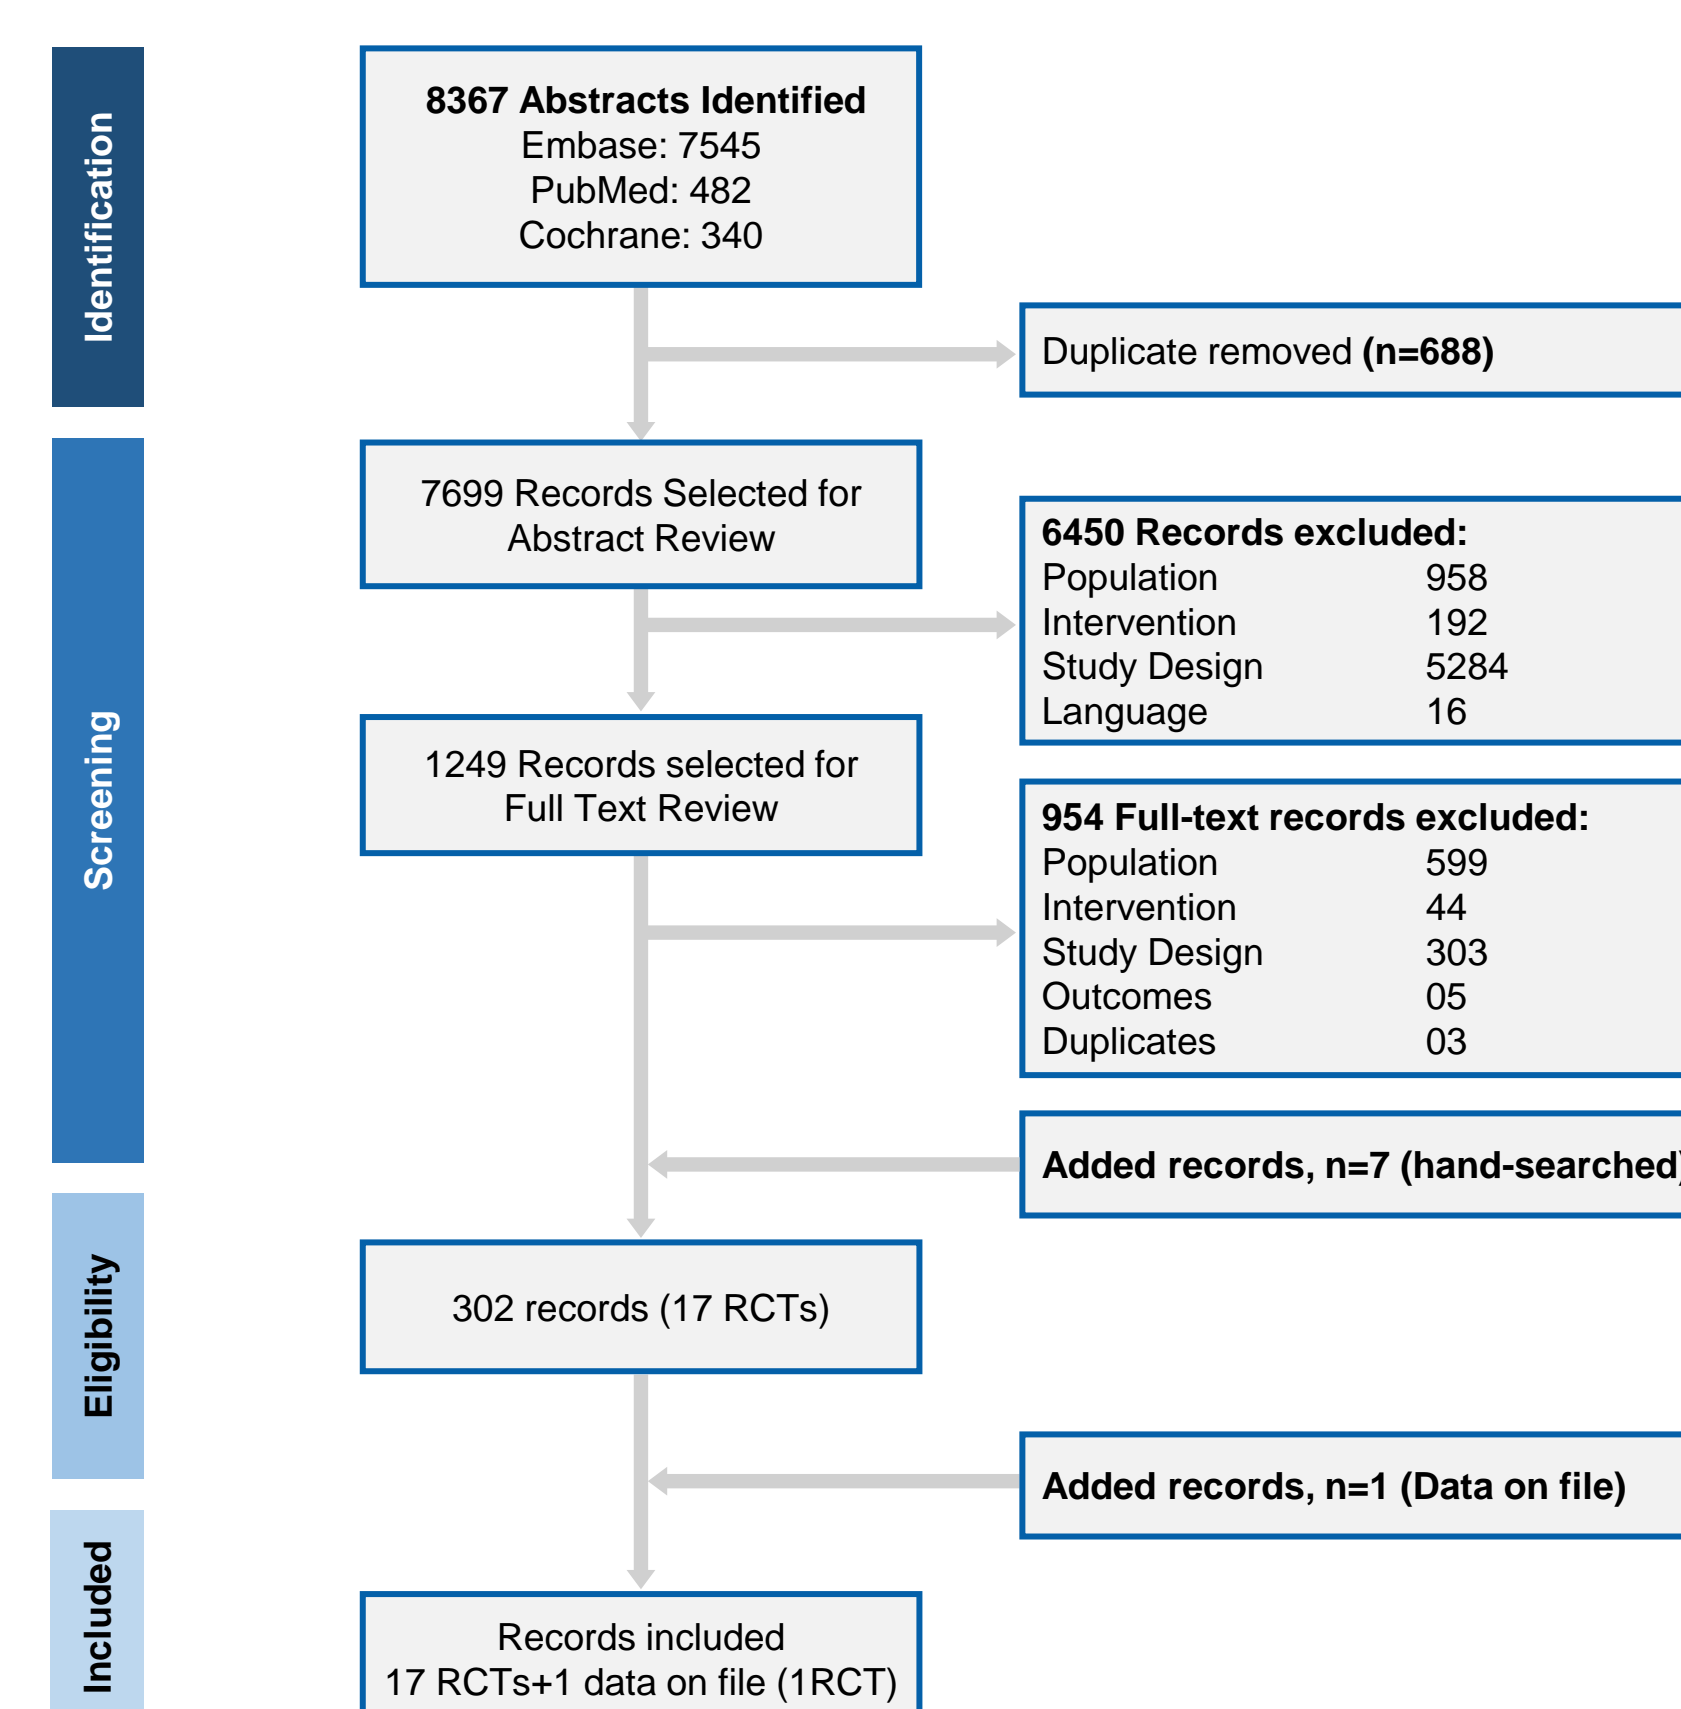 Identification
8367 Abstracts Identified
Embase: 7545
PubMed: 482
Cochrane: 340
Duplicate removed (n=688)
Screening
7699 Records Selected for
Abstract Review
6450 Records excluded:
Population 958
Intervention 192
Study Design 5284
Language 16
1249 Records selected for
Full Text Review
954 Full-text records excluded:
Population 599
Intervention 44
Study Design 303
Outcomes 05
Duplicates 03
Added records, n=7 (hand-searched)
Eligibility
302 records (17 RCTs)
Added records, n=1 (Data on file)
Included
Records included
17 RCTs+1 data on file (1RCT)